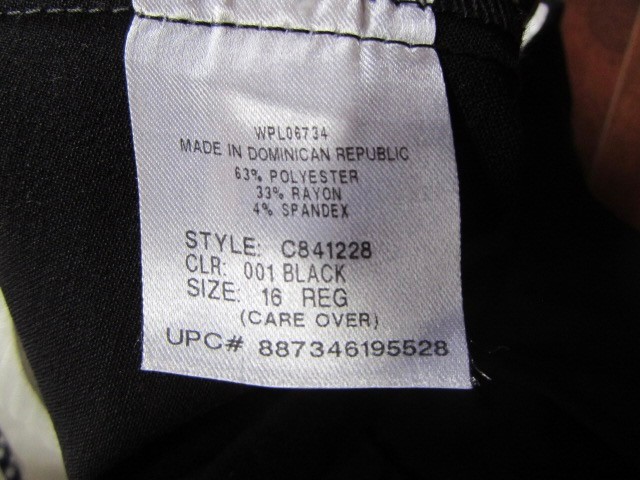 WPL06734
MADE IN DOMINICAN REPUBLIC
63% POLYESTER
33% RAYON
4% SPANDEX
STYLE: C841228
CLR: 001 BLACK
SIZE: 16 REG
(CARE OVER)
UPC# 887346195528